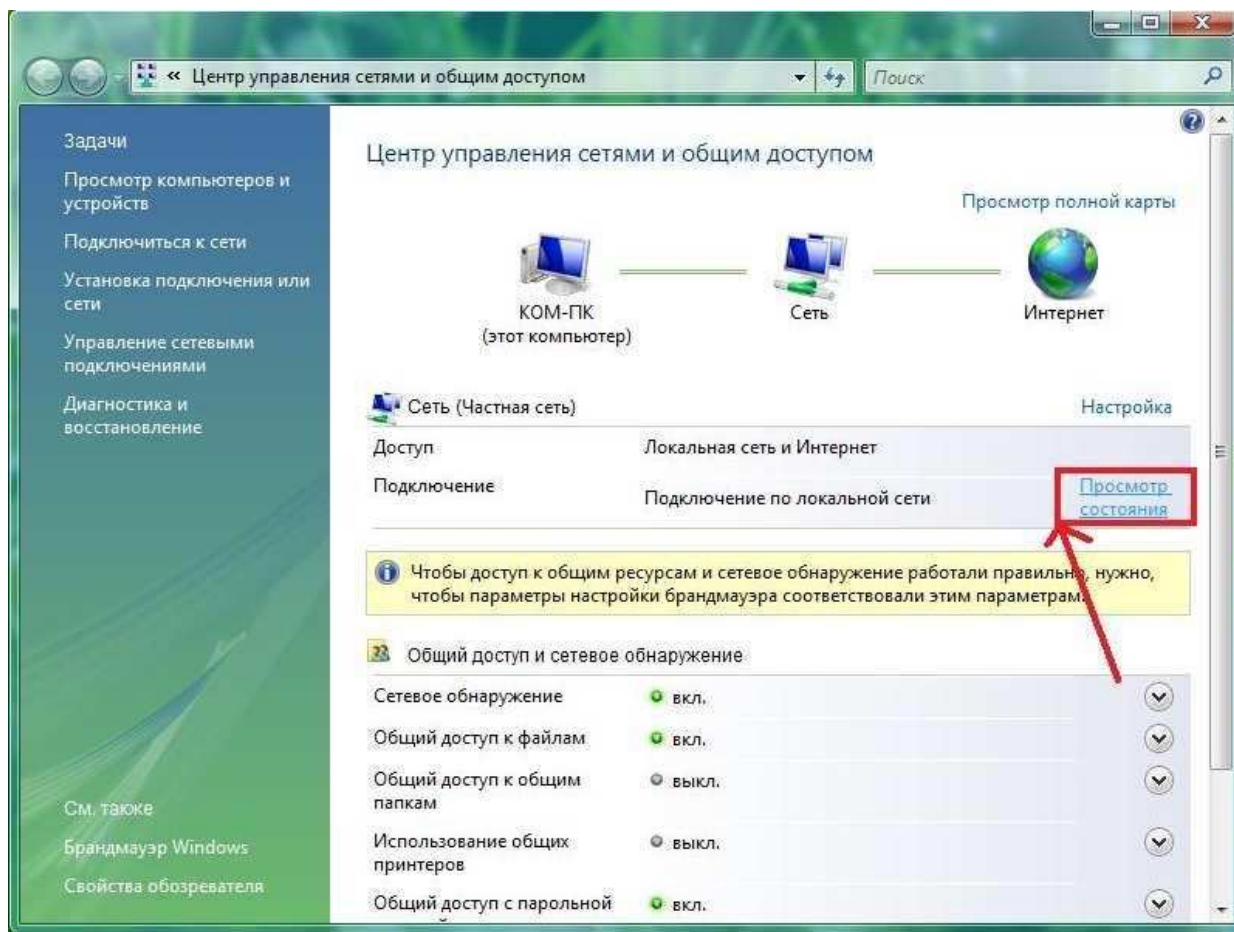 « Центр управления сетями и общим доступом
Поиск
Задачи
Просмотр компьютеров и
устройств
Подключиться к сети
Установка подключения или
сети
Управление сетевыми
подключениями
Диагностика и
восстановление
См. также
Брандмауэр Windows
Свойства обозревателя
Центр управления сетями и общим доступом
Просмотр полной карты
КОМ-ПК
(этот компьютер)
Сеть
Интернет
Сеть (Частная сеть)
Настройка
Доступ
Локальная сеть и Интернет
Подключение
Подключение по локальной сети
Просмотр
состояния
Чтобы доступ к общим ресурсам и сетевое обнаружение работали правильно, нужно,
чтобы параметры настройки брандмауэра соответствовали этим параметрам.
Общий доступ и сетевое обнаружение
Сетевое обнаружение
вкл.
Общий доступ к файлам
вкл.
Общий доступ к общим
папкам
выкл.
Использование общих
принтеров
выкл.
Общий доступ с парольной
вкл.